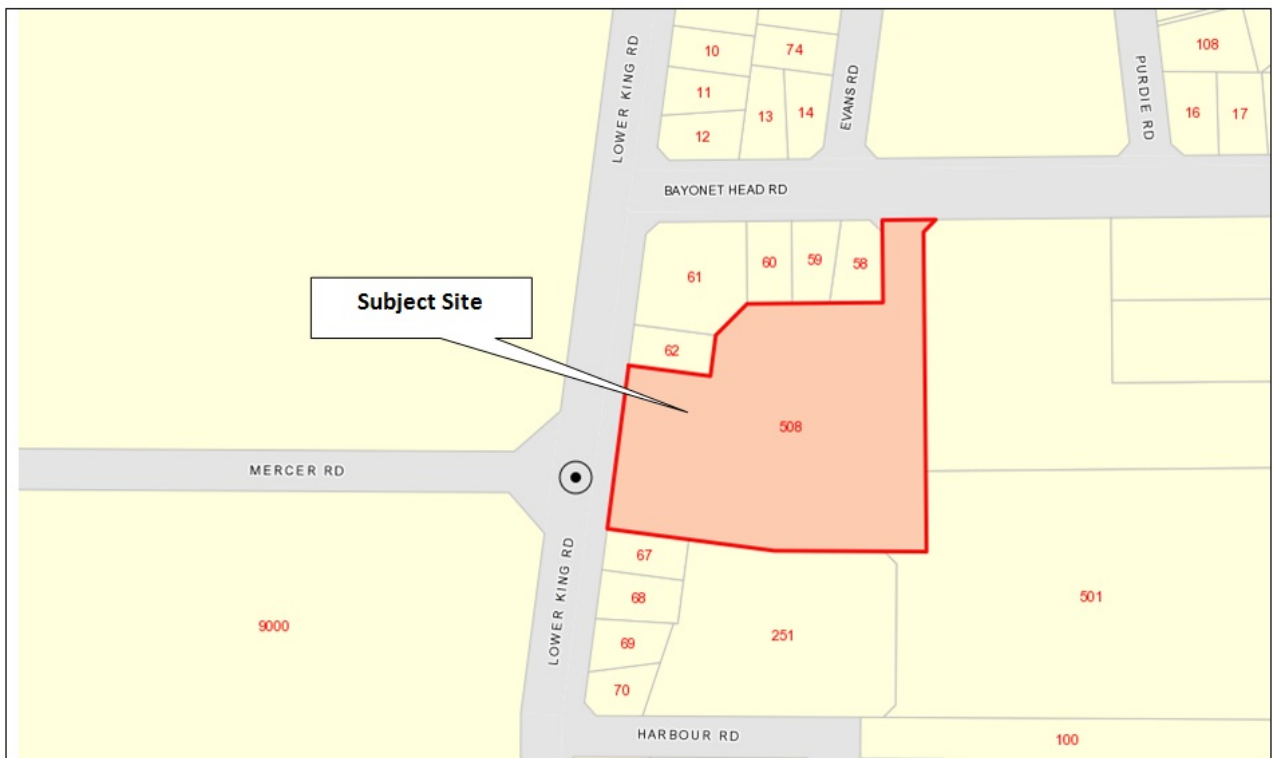 10
74
108
11
13
14
16
17
12
LOWER KING RD
EVANS RD
PURDIE RD
BAYONET HEAD RD
61
60
59
58
Subject Site
62
508
MERCER RD
67
LOWER KING RD
68
501
9000
69
251
70
HARBOUR RD
100